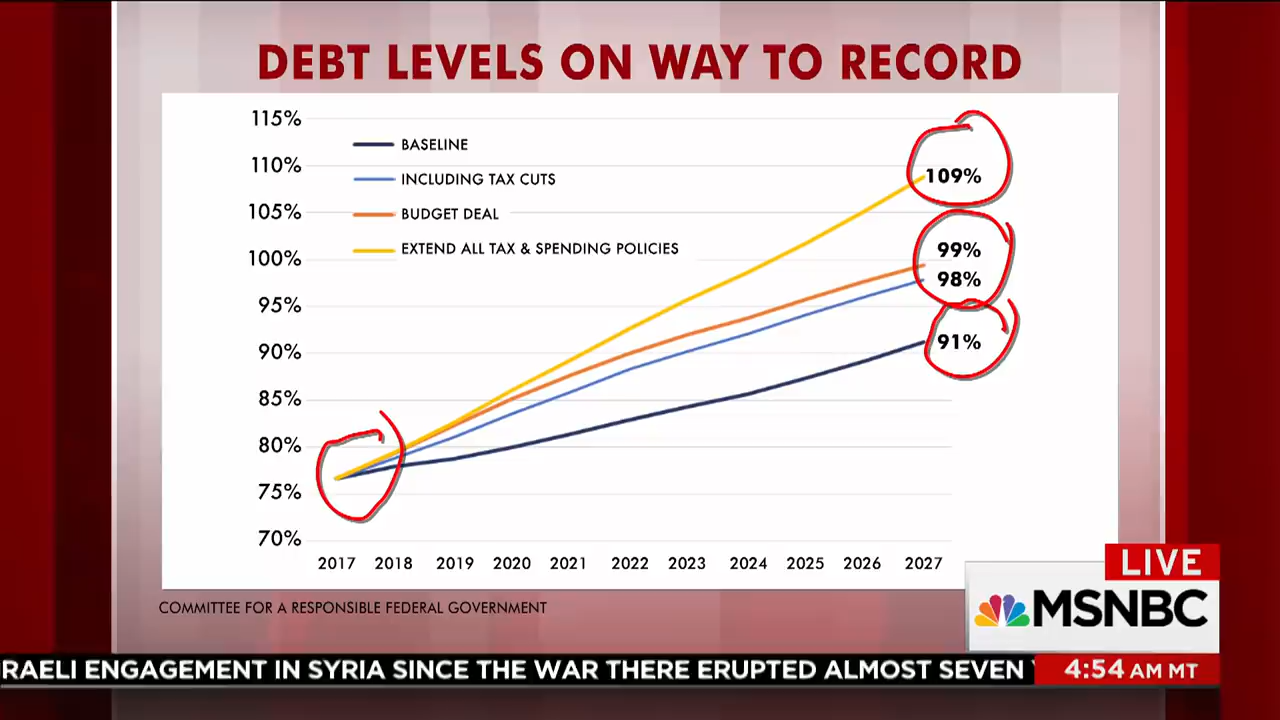 DEBT LEVELS ON WAY TO RECORD
115%
110%
105%
100%
95%
90%
85%
80%
75%
70%
BASELINE
INCLUDING TAX CUTS
BUDGET DEAL
EXTEND ALL TAX & SPENDING POLICIES
109%
99%
98%
91%
2017 2018 2019 2020 2021 2022 2023 2024 2025 2026 2027
COMMITTEE FOR A RESPONSIBLE FEDERAL GOVERNMENT
LIVE
MSNBC
RAELI ENGAGEMENT IN SYRIA SINCE THE WAR THERE ERUPTED ALMOST SEVEN
4:54 AM MT